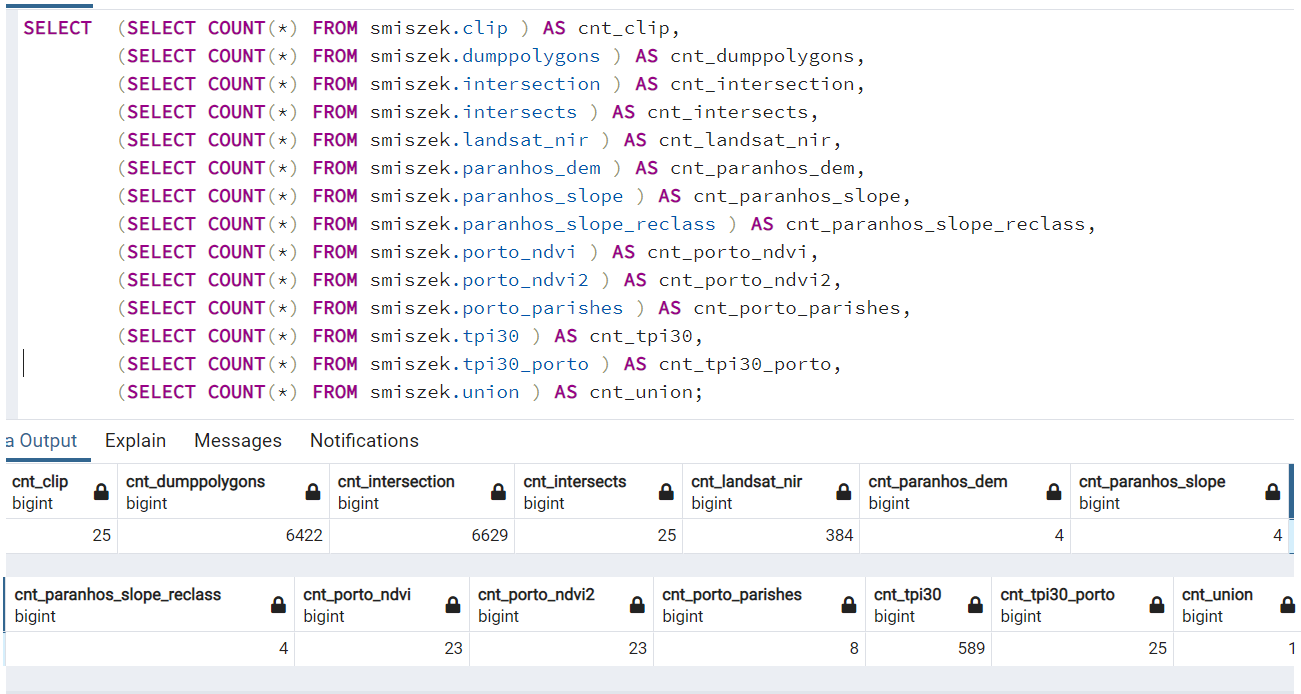 SELECT (SELECT COUNT(*) FROM smiszek.clip ) AS cnt_clip,
(SELECT COUNT(*) FROM smiszek.dumppolygons ) AS cnt_dumppolygons,
(SELECT COUNT(*) FROM smiszek.intersection ) AS cnt_intersection,
(SELECT COUNT(*) FROM smiszek.intersects ) AS cnt_intersects,
(SELECT COUNT(*) FROM smiszek.landsat_nir ) AS cnt_landsat_nir,
(SELECT COUNT(*) FROM smiszek.paranhos_dem ) AS cnt_paranhos_dem,
(SELECT COUNT(*) FROM smiszek.paranhos_slope ) AS cnt_paranhos_slope,
(SELECT COUNT(*) FROM smiszek.paranhos_slope_reclass ) AS cnt_paranhos_slope_reclass,
(SELECT COUNT(*) FROM smiszek.porto_ndvi ) AS cnt_porto_ndvi,
(SELECT COUNT(*) FROM smiszek.porto_ndvi2 ) AS cnt_porto_ndvi2,
(SELECT COUNT(*) FROM smiszek.porto_parishes ) AS cnt_porto_parishes,
(SELECT COUNT(*) FROM smiszek.tpi30 ) AS cnt_tpi30,
(SELECT COUNT(*) FROM smiszek.tpi30_porto ) AS cnt_tpi30_porto,
(SELECT COUNT(*) FROM smiszek.union ) AS cnt_union;
a Output Explain Messages Notifications
cnt_clip cnt_dumppolygons cnt_intersection cnt_intersects cnt_landsat_nir cnt_paranhos_dem cnt_paranhos_slope
bigint bigint bigint bigint bigint bigint bigint
25 6422 6629 25 384 4 4
cnt_paranhos_slope_reclass cnt_porto_ndvi cnt_porto_ndvi2 cnt_porto_parishes cnt_tpi30 cnt_tpi30_porto cnt_union
bigint bigint bigint bigint bigint bigint bigint
4 23 23 8 589 25 1